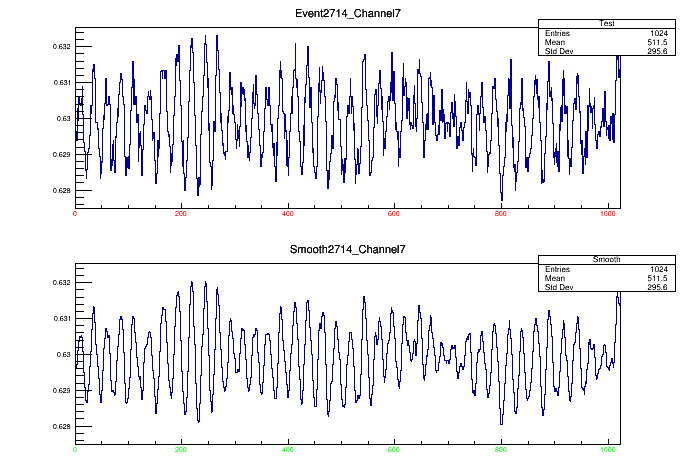 Event2714_Channel7
Test
Entries 1024
Mean 511.5
Std Dev 295.6
0.632
0.631
0.63
0.629
0.628
0 200 400 600 800 1000
Smooth2714_Channel7
Smooth
Entries 1024
Mean 511.5
Std Dev 295.6
0.632
0.631
0.63
0.629
0.628
0 200 400 600 800 1000